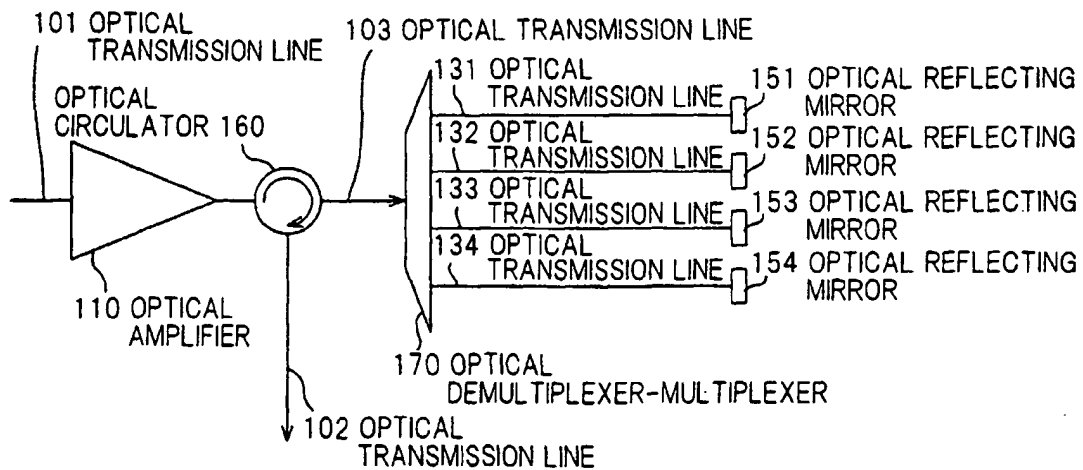 101 OPTICAL
TRANSMISSION LINE
103 OPTICAL TRANSMISSION LINE
OPTICAL
CIRCULATOR 160
131 OPTICAL
TRANSMISSION LINE
151 OPTICAL REFLECTING
MIRROR
132 OPTICAL
TRANSMISSION LINE
152 OPTICAL REFLECTING
MIRROR
133 OPTICAL
TRANSMISSION LINE
153 OPTICAL REFLECTING
MIRROR
134 OPTICAL
TRANSMISSION LINE
154 OPTICAL REFLECTING
MIRROR
110 OPTICAL
AMPLIFIER
170 OPTICAL
DEMULTIPLEXER-MULTIPLEXER
102 OPTICAL
TRANSMISSION LINE